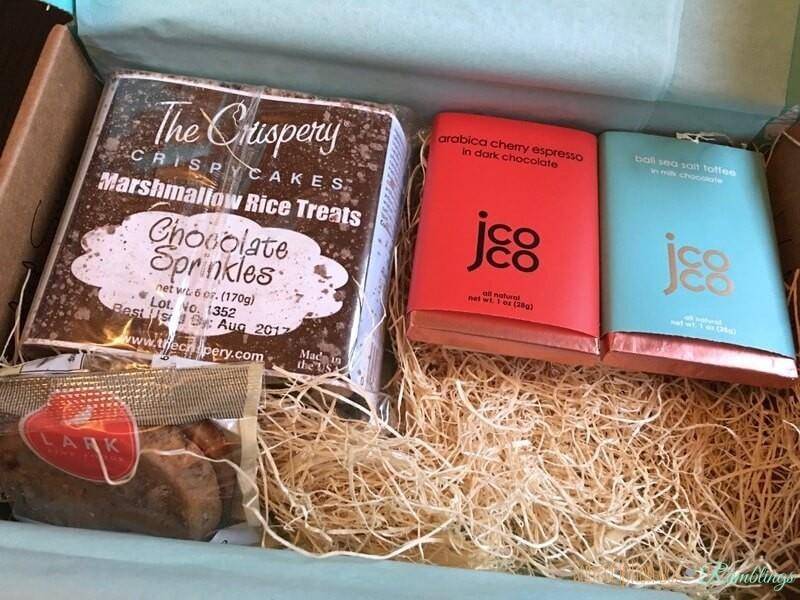 The Crispery
CRISPYCAKES
Marshmallow Rice Treats
Chocolate
Sprinkles
net wt. 6 oz. (170g)
Lot. No. 1352
Best Used By: Aug 2017
www.thecrispery.com
Made in
the US
LARK
arabica cherry espresso
in dark chocolate
jco
co
all natural
net wt. 1 oz (28g)
bali sea salt toffee
in milk chocolate
jco
co
all natural
net wt. 1 oz (28g)
Ramblings